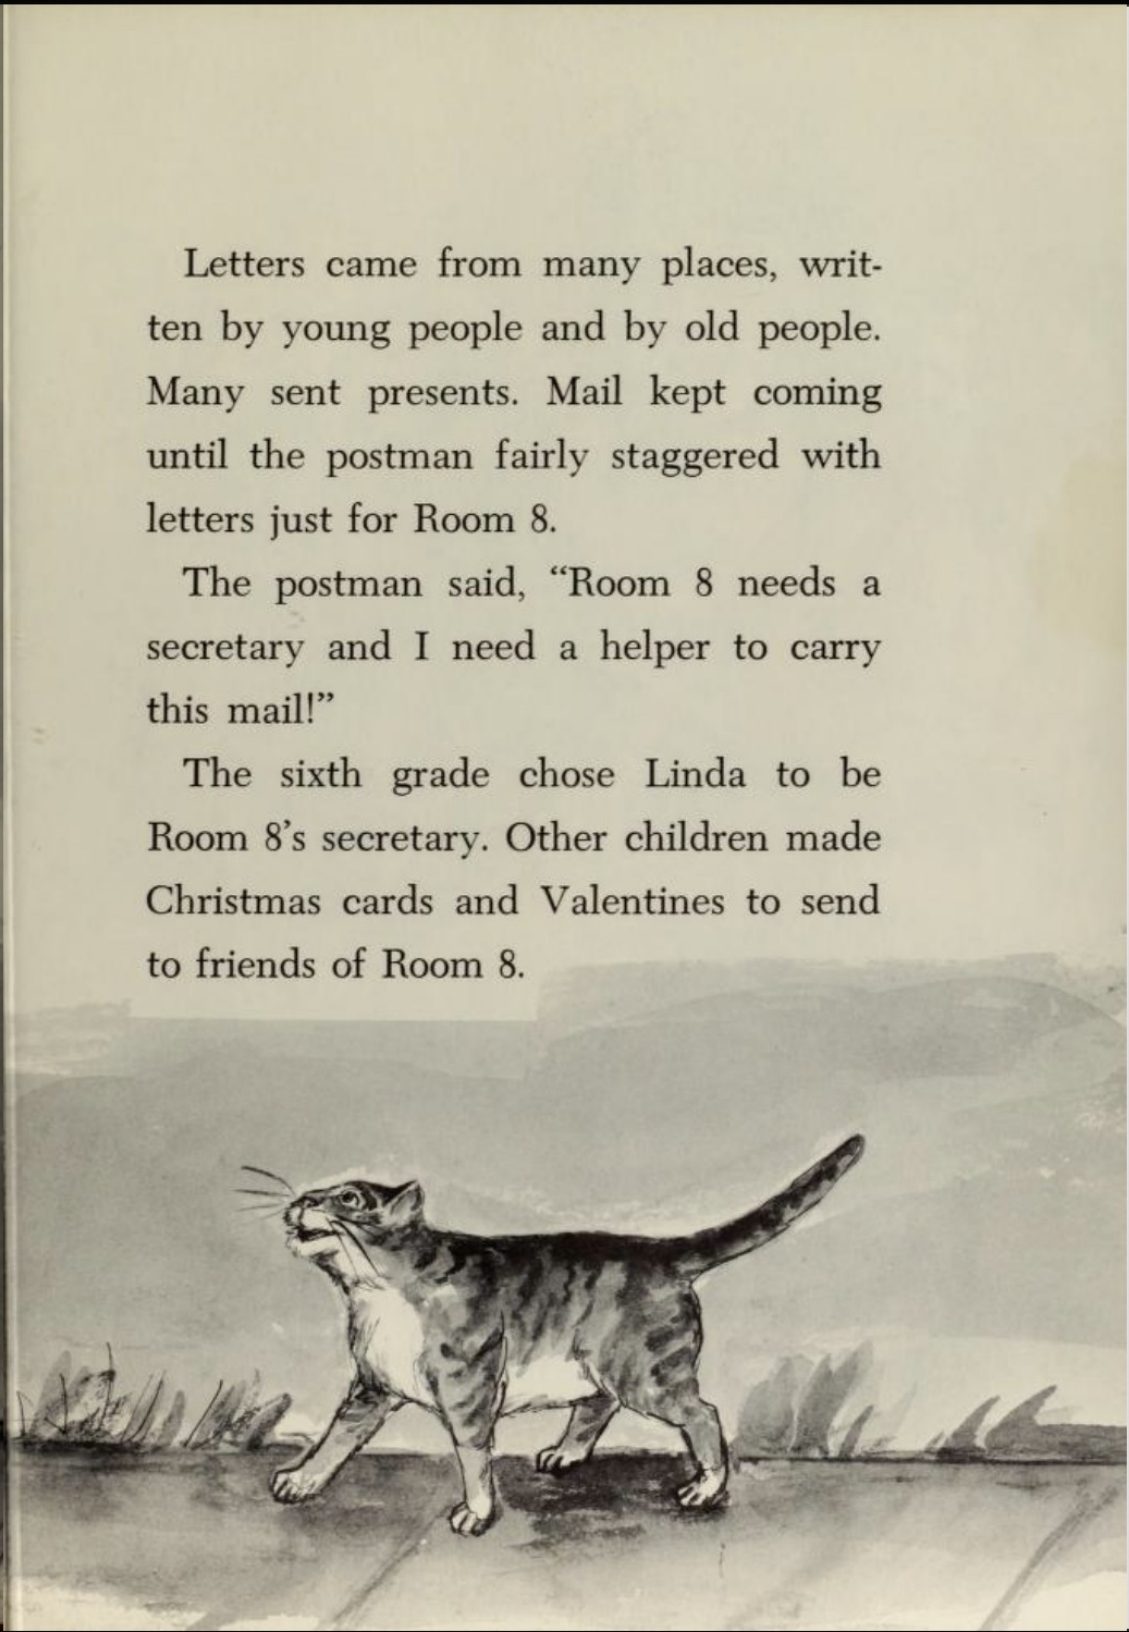 Letters came from many places, writ-
ten by young people and by old people.
Many sent presents. Mail kept coming
until the postman fairly staggered with
letters just for Room 8.
The postman said, “Room 8 needs a
secretary and I need a helper to carry
this mail!”
The sixth grade chose Linda to be
Room 8’s secretary. Other children made
Christmas cards and Valentines to send
to friends of Room 8.